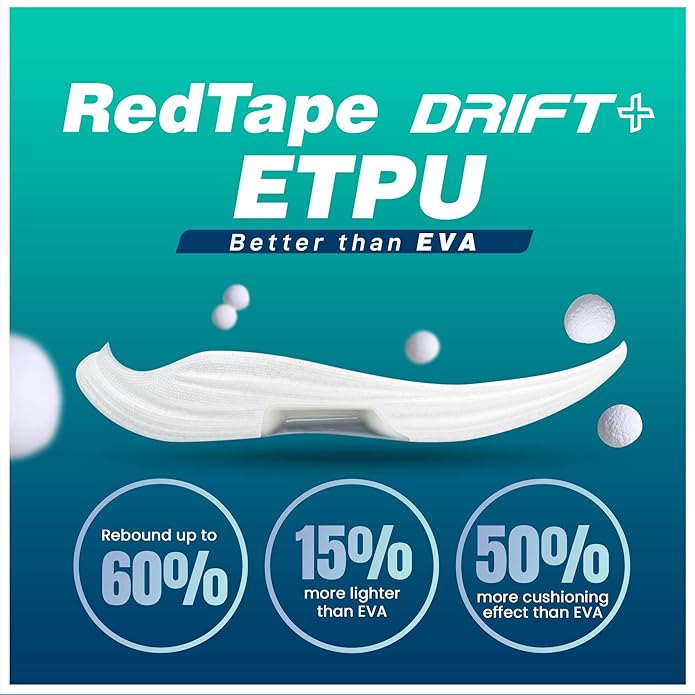 RedTape DRIFT+
ETPU
Better than EVA
Rebound up to
60%
15%
more lighter
than EVA
50%
more cushioning
effect than EVA